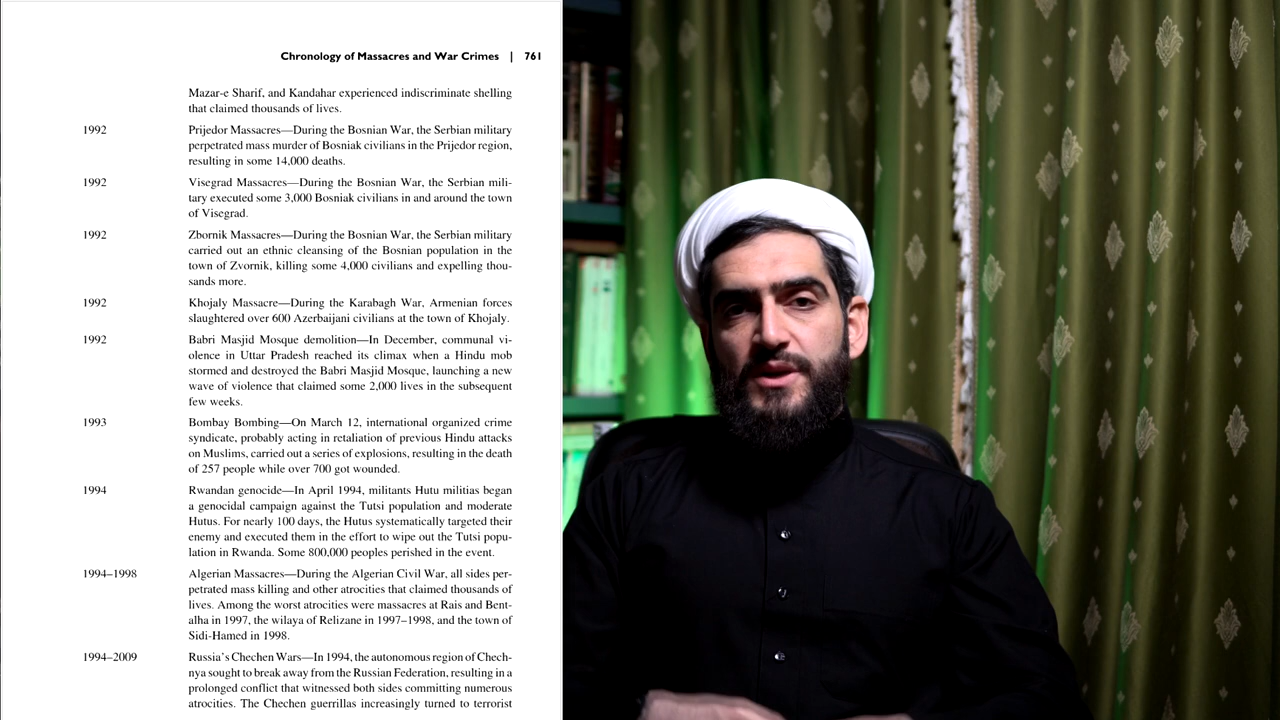 Chronology of Massacres and War Crimes | 761
Mazar-e Sharif, and Kandahar experienced indiscriminate shelling
that claimed thousands of lives.
1992 Prijedor Massacres—During the Bosnian War, the Serbian military
perpetrated mass murder of Bosniak civilians in the Prijedor region,
resulting in some 14,000 deaths.
1992 Visegrad Massacres—During the Bosnian War, the Serbian mili-
tary executed some 3,000 Bosniak civilians in and around the town
of Visegrad.
1992 Zbornik Massacres—During the Bosnian War, the Serbian military
carried out an ethnic cleansing of the Bosnian population in the
town of Zvornik, killing some 4,000 civilians and expelling thou-
sands more.
1992 Khojaly Massacre—During the Karabagh War, Armenian forces
slaughtered over 600 Azerbaijani civilians at the town of Khojaly.
1992 Babri Masjid Mosque demolition—In December, communal vi-
olence in Uttar Pradesh reached its climax when a Hindu mob
stormed and destroyed the Babri Masjid Mosque, launching a new
wave of violence that claimed some 2,000 lives in the subsequent
few weeks.
1993 Bombay Bombing—On March 12, international organized crime
syndicate, probably acting in retaliation of previous Hindu attacks
on Muslims, carried out a series of explosions, resulting in the death
of 257 people while over 700 got wounded.
1994 Rwandan genocide—In April 1994, militants Hutu militias began
a genocidal campaign against the Tutsi population and moderate
Hutus. For nearly 100 days, the Hutus systematically targeted their
enemy and executed them in the effort to wipe out the Tutsi popu-
lation in Rwanda. Some 800,000 peoples perished in the event.
1994–1998 Algerian Massacres—During the Algerian Civil War, all sides per-
petrated mass killing and other atrocities that claimed thousands of
lives. Among the worst atrocities were massacres at Rais and Bent-
alha in 1997, the wilaya of Relizane in 1997–1998, and the town of
Sidi-Hamed in 1998.
1994–2009 Russia's Chechen Wars—In 1994, the autonomous region of Chech-
nya sought to break away from the Russian Federation, resulting in a
prolonged conflict that witnessed both sides committing numerous
atrocities. The Chechen guerrillas increasingly turned to terrorist